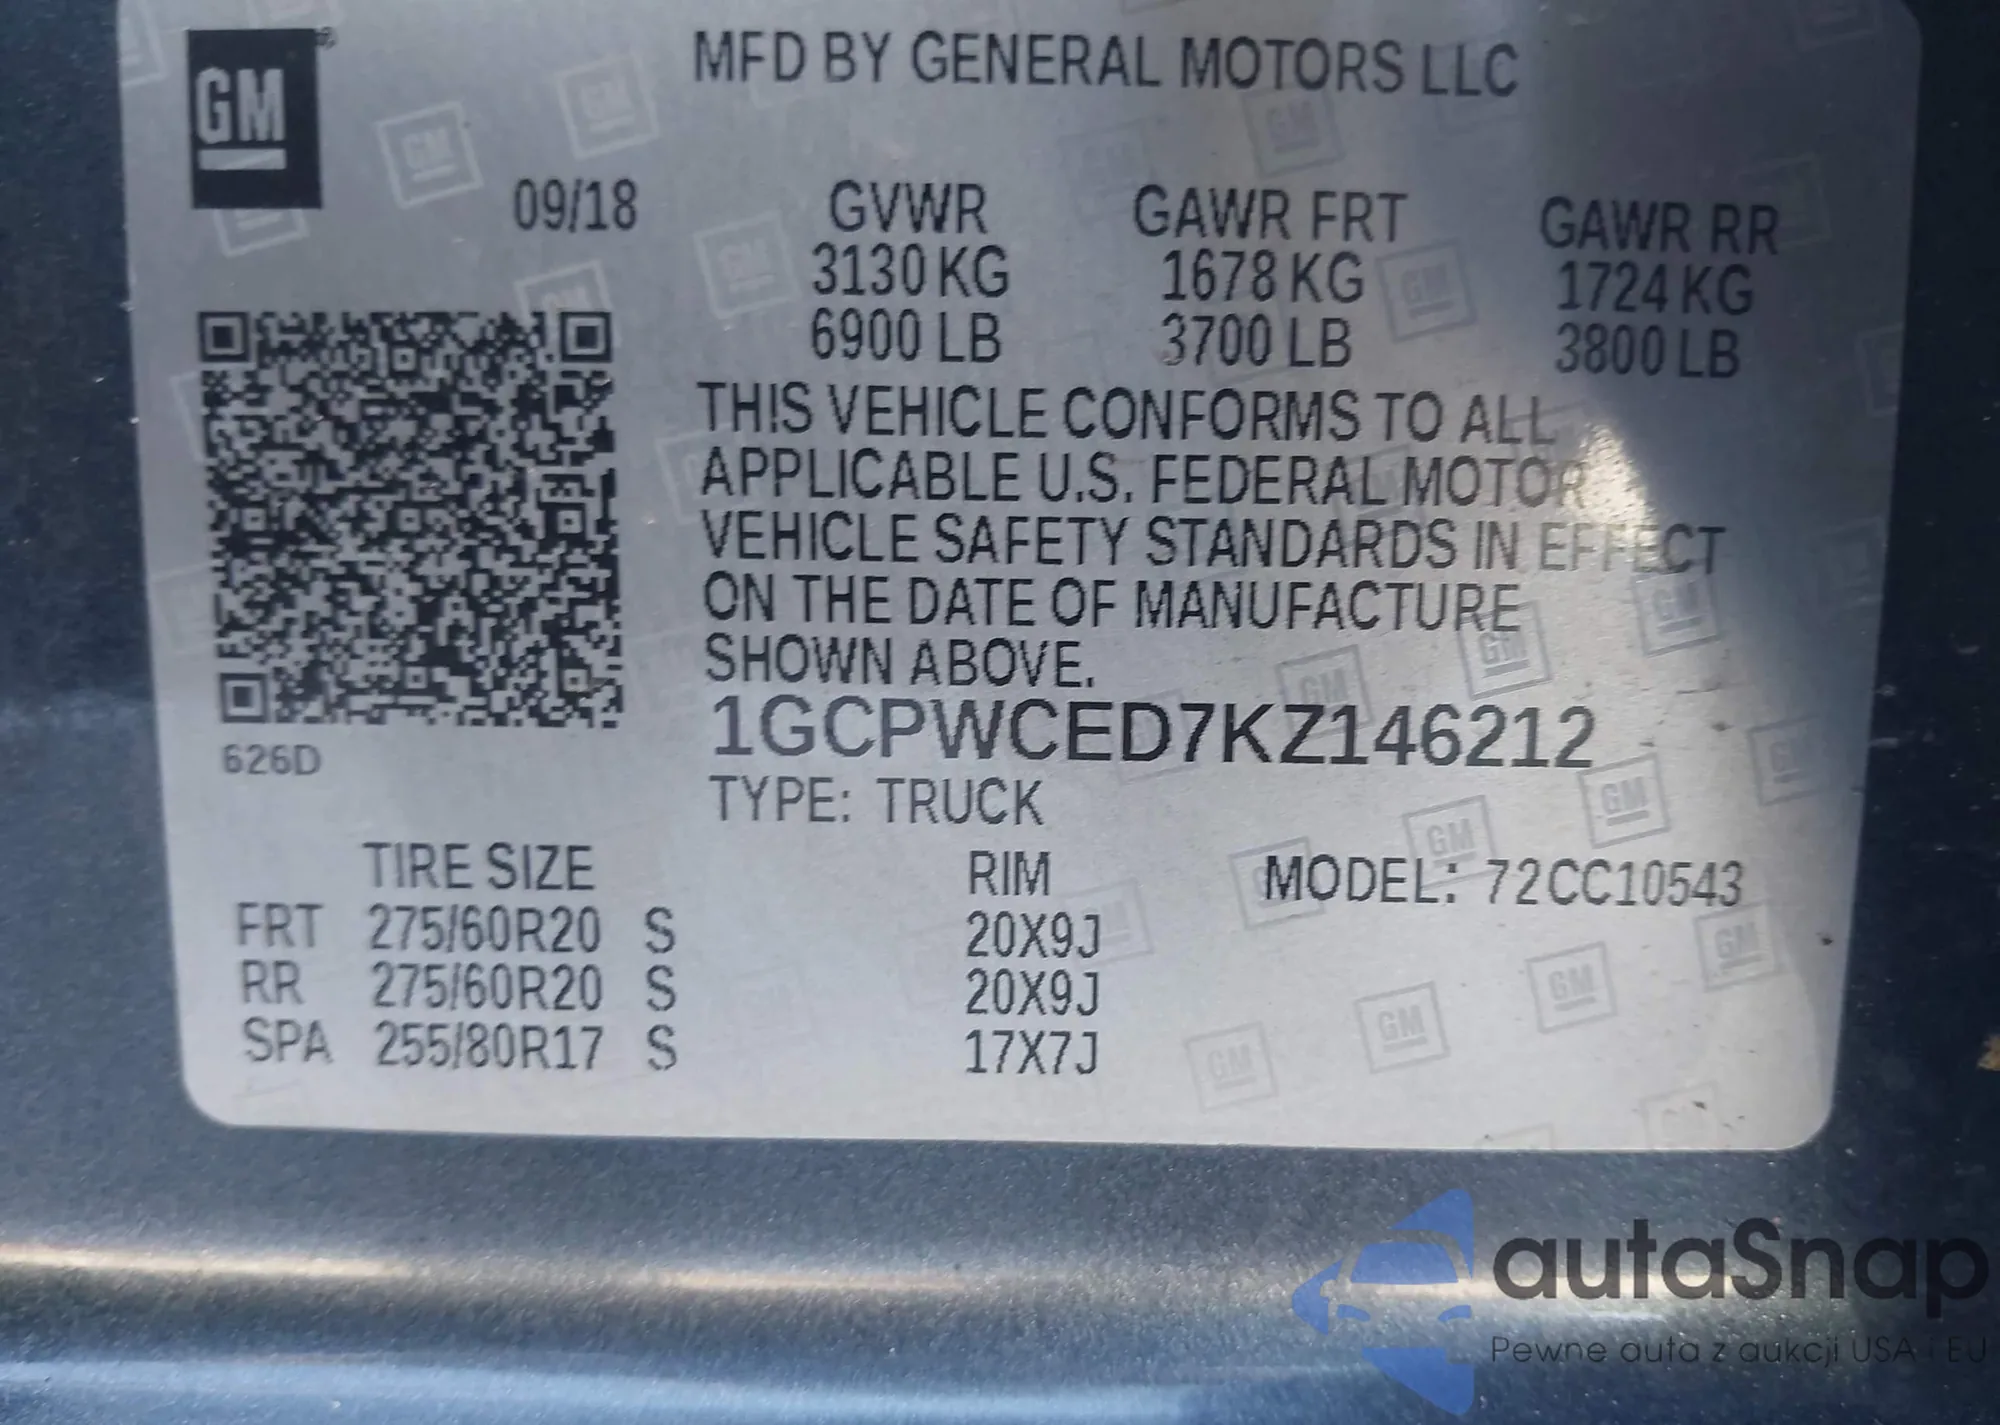 GM
MFD BY GENERAL MOTORS LLC
09/18 GVWR GAWR FRT GAWR RR
3130 KG 1678 KG 1724 KG
6900 LB 3700 LB 3800 LB
THIS VEHICLE CONFORMS TO ALL
APPLICABLE U.S. FEDERAL MOTOR
VEHICLE SAFETY STANDARDS IN EFFECT
ON THE DATE OF MANUFACTURE
SHOWN ABOVE.
1GCPWCED7KZ146212
626D
TYPE: TRUCK
TIRE SIZE RIM MODEL: 72CC10543
FRT 275/60R20 S 20X9J
RR 275/60R20 S 20X9J
SPA 255/80R17 S 17X7J
autaSnap
Pewne auta z aukcji USA i EU